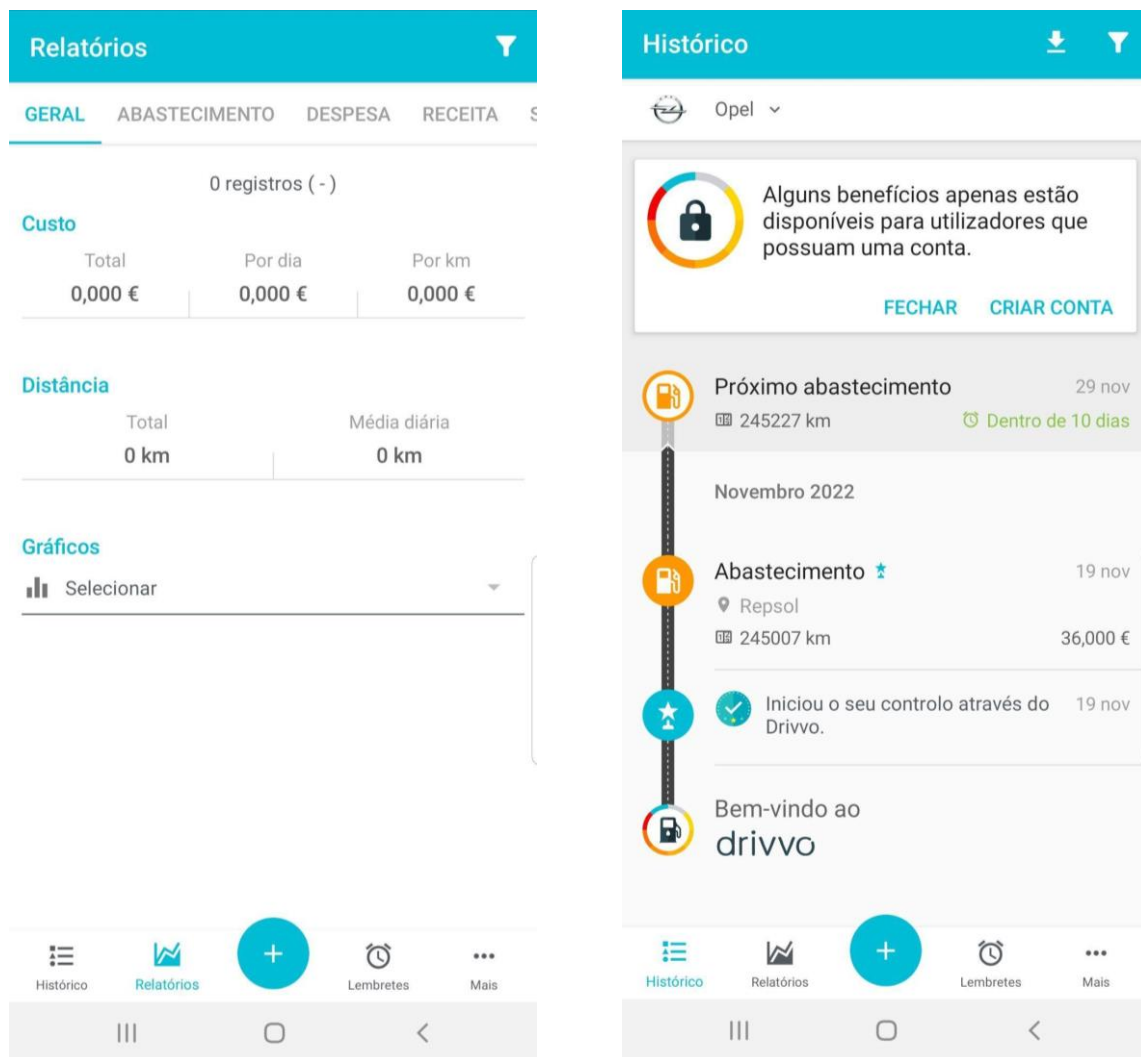 Relatórios
GERAL ABASTECIMENTO DESPESA RECEITA S
0 registros ( - )
Custo
Total Por dia Por km
0,000 € 0,000 € 0,000 €
Distância
Total Média diária
0 km 0 km
Gráficos
Selecionar
Histórico Relatórios + Lembretes Mais
Histórico
Opel
Alguns benefícios apenas estão
disponíveis para utilizadores que
possuam uma conta.
FECHAR CRIAR CONTA
Próximo abastecimento 29 nov
245227 km Dentro de 10 dias
Novembro 2022
Abastecimento 19 nov
Repsol
245007 km 36,000 €
Iniciou o seu controlo através do 19 nov
Drivvo.
Bem-vindo ao
drivvo
Histórico Relatórios + Lembretes Mais